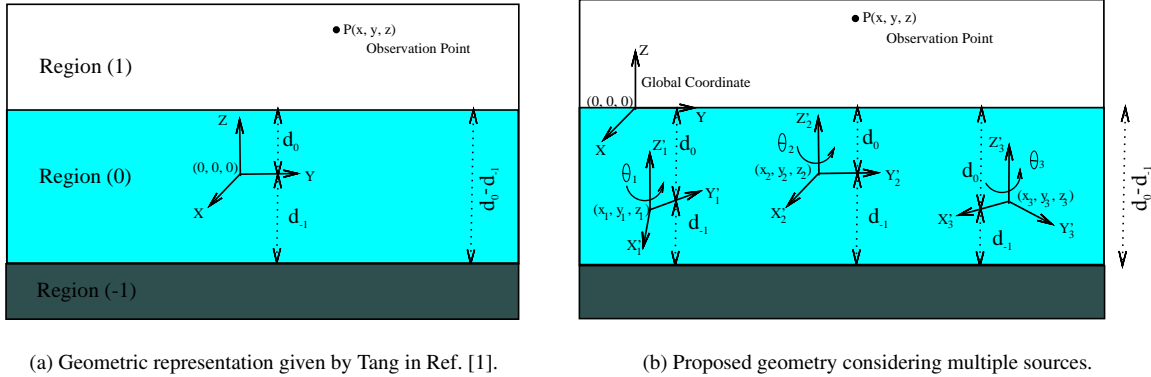 P(x, y, z)
Observation Point
Region (1)
Z
d₀
(0, 0, 0)
Y
Region (0)
X
d₋₁
d₀ - d₋₁
Region (-1)
(a) Geometric representation given by Tang in Ref. [1].
P(x, y, z)
Observation Point
Z
Global Coordinate
(0, 0, 0)
Y
X
Z'₁
θ₁
d₀
(x₁, y₁, z₁)
Y'₁
X'₁
d₋₁
Z'₂
θ₂
d₀
(x₂, y₂, z₂)
Y'₂
X'₂
d₋₁
Z'₃
θ₃
d₀
(x₃, y₃, z₃)
X'₃
Y'₃
d₋₁
d₀ - d₋₁
(b) Proposed geometry considering multiple sources.